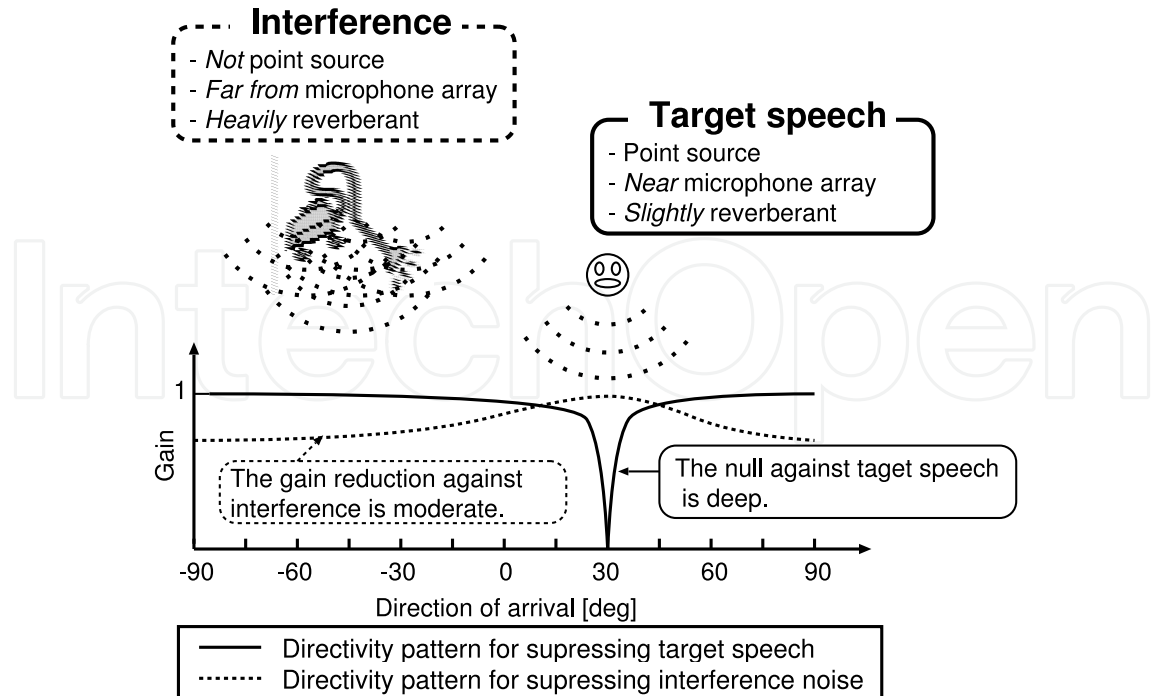 Interference
- Not point source
- Far from microphone array
- Heavily reverberant
Target speech
- Point source
- Near microphone array
- Slightly reverberant
IntechOpen
1
Gain
The gain reduction against
interference is moderate.
The null against taget speech
is deep.
-90 -60 -30 0 30 60 90
Direction of arrival [deg]
Directivity pattern for supressing target speech
Directivity pattern for supressing interference noise